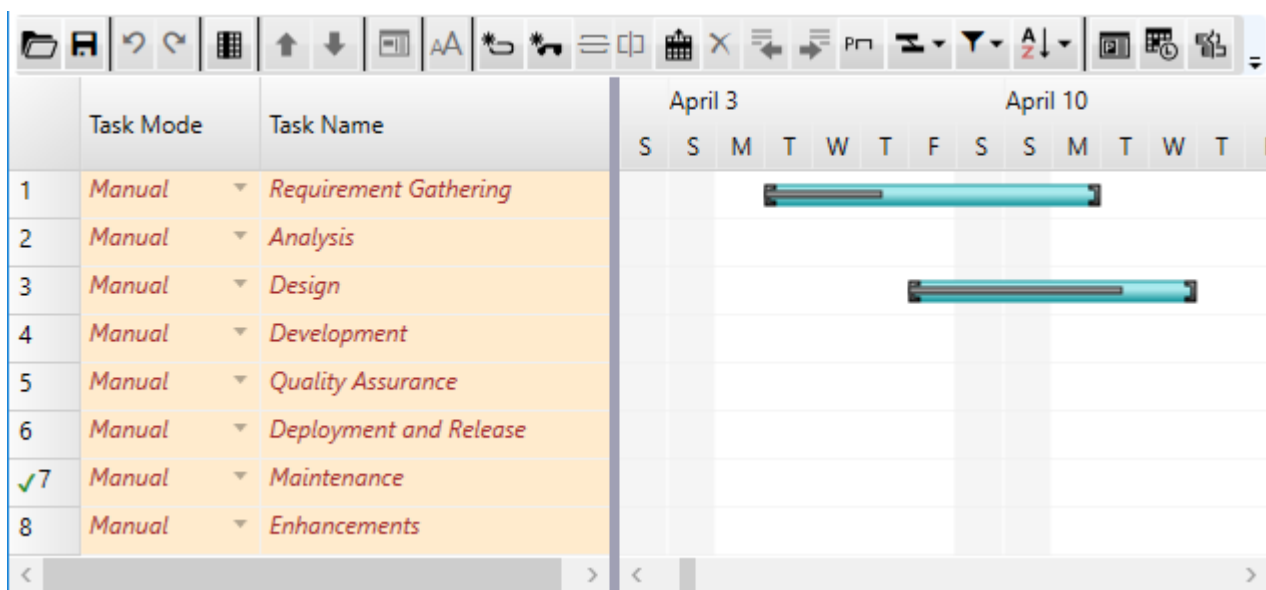 AA P A Z P
April 3 April 10
Task Mode Task Name
S S M T W T F S S M T W T
1 Manual Requirement Gathering
2 Manual Analysis
3 Manual Design
4 Manual Development
5 Manual Quality Assurance
6 Manual Deployment and Release
7 Manual Maintenance
8 Manual Enhancements